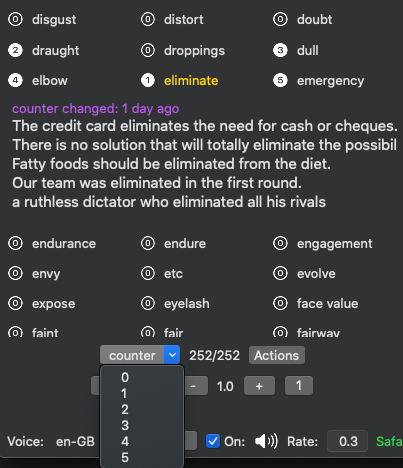 0 disgust 0 distort 0 doubt
2 draught 0 droppings 3 dull
4 elbow 1 eliminate 5 emergency
counter changed: 1 day ago
The credit card eliminates the need for cash or cheques.
There is no solution that will totally eliminate the possibil
Fatty foods should be eliminated from the diet.
Our team was eliminated in the first round.
a ruthless dictator who eliminated all his rivals
0 endurance 0 endure 0 engagement
0 envy 0 etc 0 evolve
0 expose 0 eyelash 0 face value
0 faint 0 fair 0 fairway
counter 252/252 Actions
0
1
2
3
4
5
- 1.0 + 1
Voice: en-GB On: Rate: 0.3 Safa